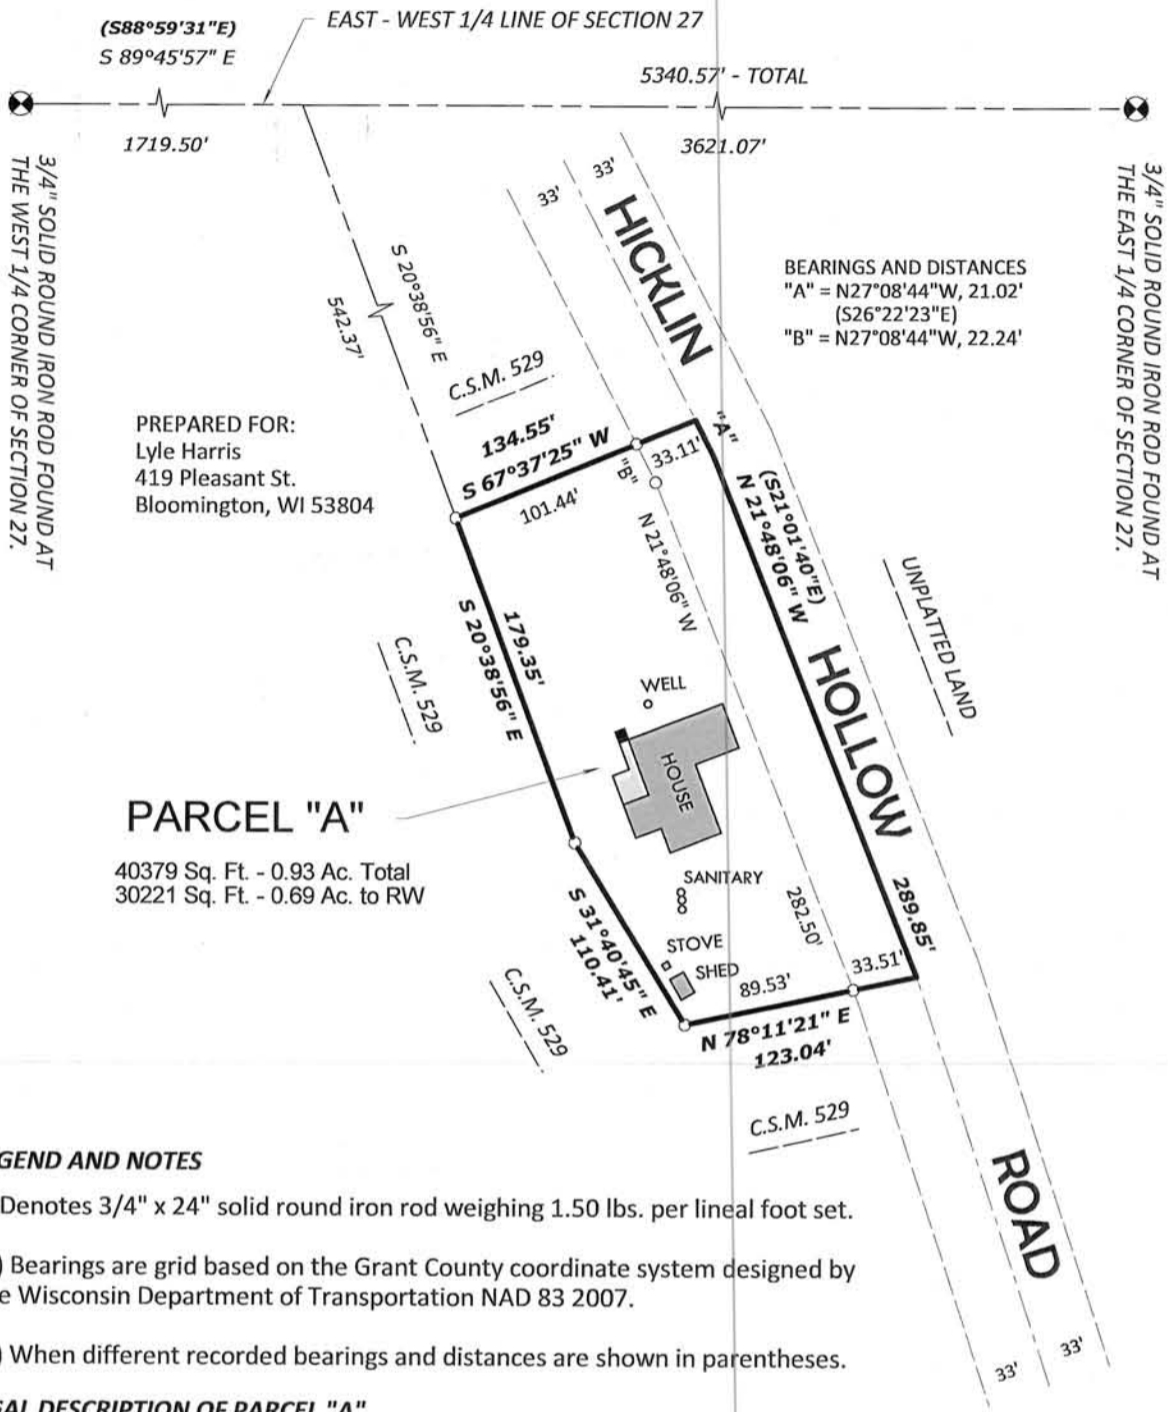 (S88°59'31"E)
S 89°45'57" E
EAST - WEST 1/4 LINE OF SECTION 27
5340.57' - TOTAL
1719.50'
3621.07'
3/4" SOLID ROUND IRON ROD FOUND AT
THE WEST 1/4 CORNER OF SECTION 27.
3/4" SOLID ROUND IRON ROD FOUND AT
THE EAST 1/4 CORNER OF SECTION 27.
33'
33'
HICKLIN
S 20°38'56" E
542.37'
BEARINGS AND DISTANCES
"A" = N27°08'44"W, 21.02'
(S26°22'23"E)
"B" = N27°08'44"W, 22.24'
C.S.M. 529
PREPARED FOR:
Lyle Harris
419 Pleasant St.
Bloomington, WI 53804
134.55'
S 67°37'25" W
101.44'
33.11'
"A"
"B"
(S21°01'40"E)
N 21°48'06" W
N 21°48'06" W
UNPLATTED LAND
179.35'
S 20°38'56" E
C.S.M. 529
WELL
HOUSE
HOLLOW
PARCEL "A"
40379 Sq. Ft. - 0.93 Ac. Total
30221 Sq. Ft. - 0.69 Ac. to RW
SANITARY
282.50'
289.85'
S 31°40'45" E
110.41'
STOVE
SHED
89.53'
33.51'
N 78°11'21" E
123.04'
C.S.M. 529
C.S.M. 529
ROAD
33'
33'
GEND AND NOTES
Denotes 3/4" x 24" solid round iron rod weighing 1.50 lbs. per lineal foot set.
) Bearings are grid based on the Grant County coordinate system designed by
e Wisconsin Department of Transportation NAD 83 2007.
) When different recorded bearings and distances are shown in parentheses.
GAL DESCRIPTION OF PARCEL "A"